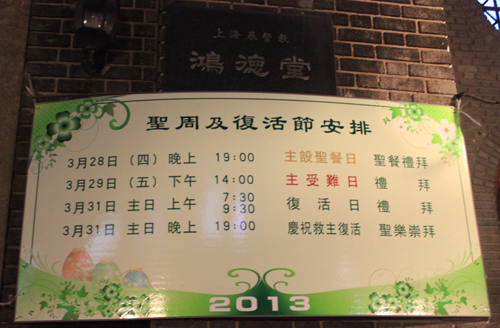 上海基督教
鴻德堂
聖周及復活節安排
3月28日 (四) 晚上 19:00 主設聖餐日 聖餐禮拜
3月29日 (五) 下午 14:00 主受難日 禮 拜
3月31日 主日 上午 7:30 9:30 復活日 禮 拜
3月31日 主日 晚上 19:00 慶祝救主復活 聖樂崇拜
2013